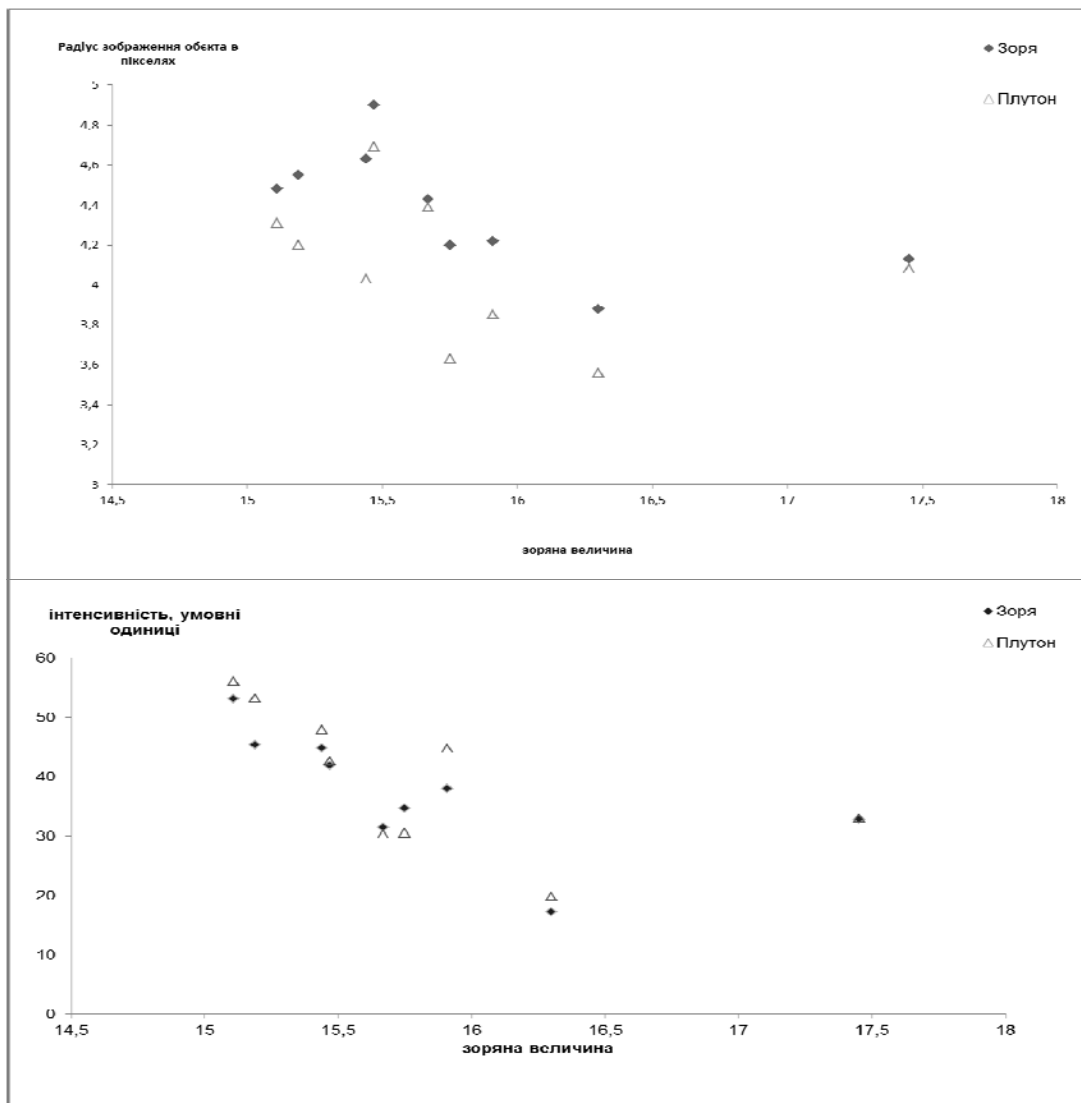 Радіус зображення обєкта в
пікселях
Зоря
Плутон
5
4,8
4,6
4,4
4,2
4
3,8
3,6
3,4
3,2
3
14,5 15 15,5 16 16,5 17 17,5 18
зоряна величина
інтенсивність, умовні
одиниці
Зоря
Плутон
60
50
40
30
20
10
0
14,5 15 15,5 16 16,5 17 17,5 18
зоряна величина